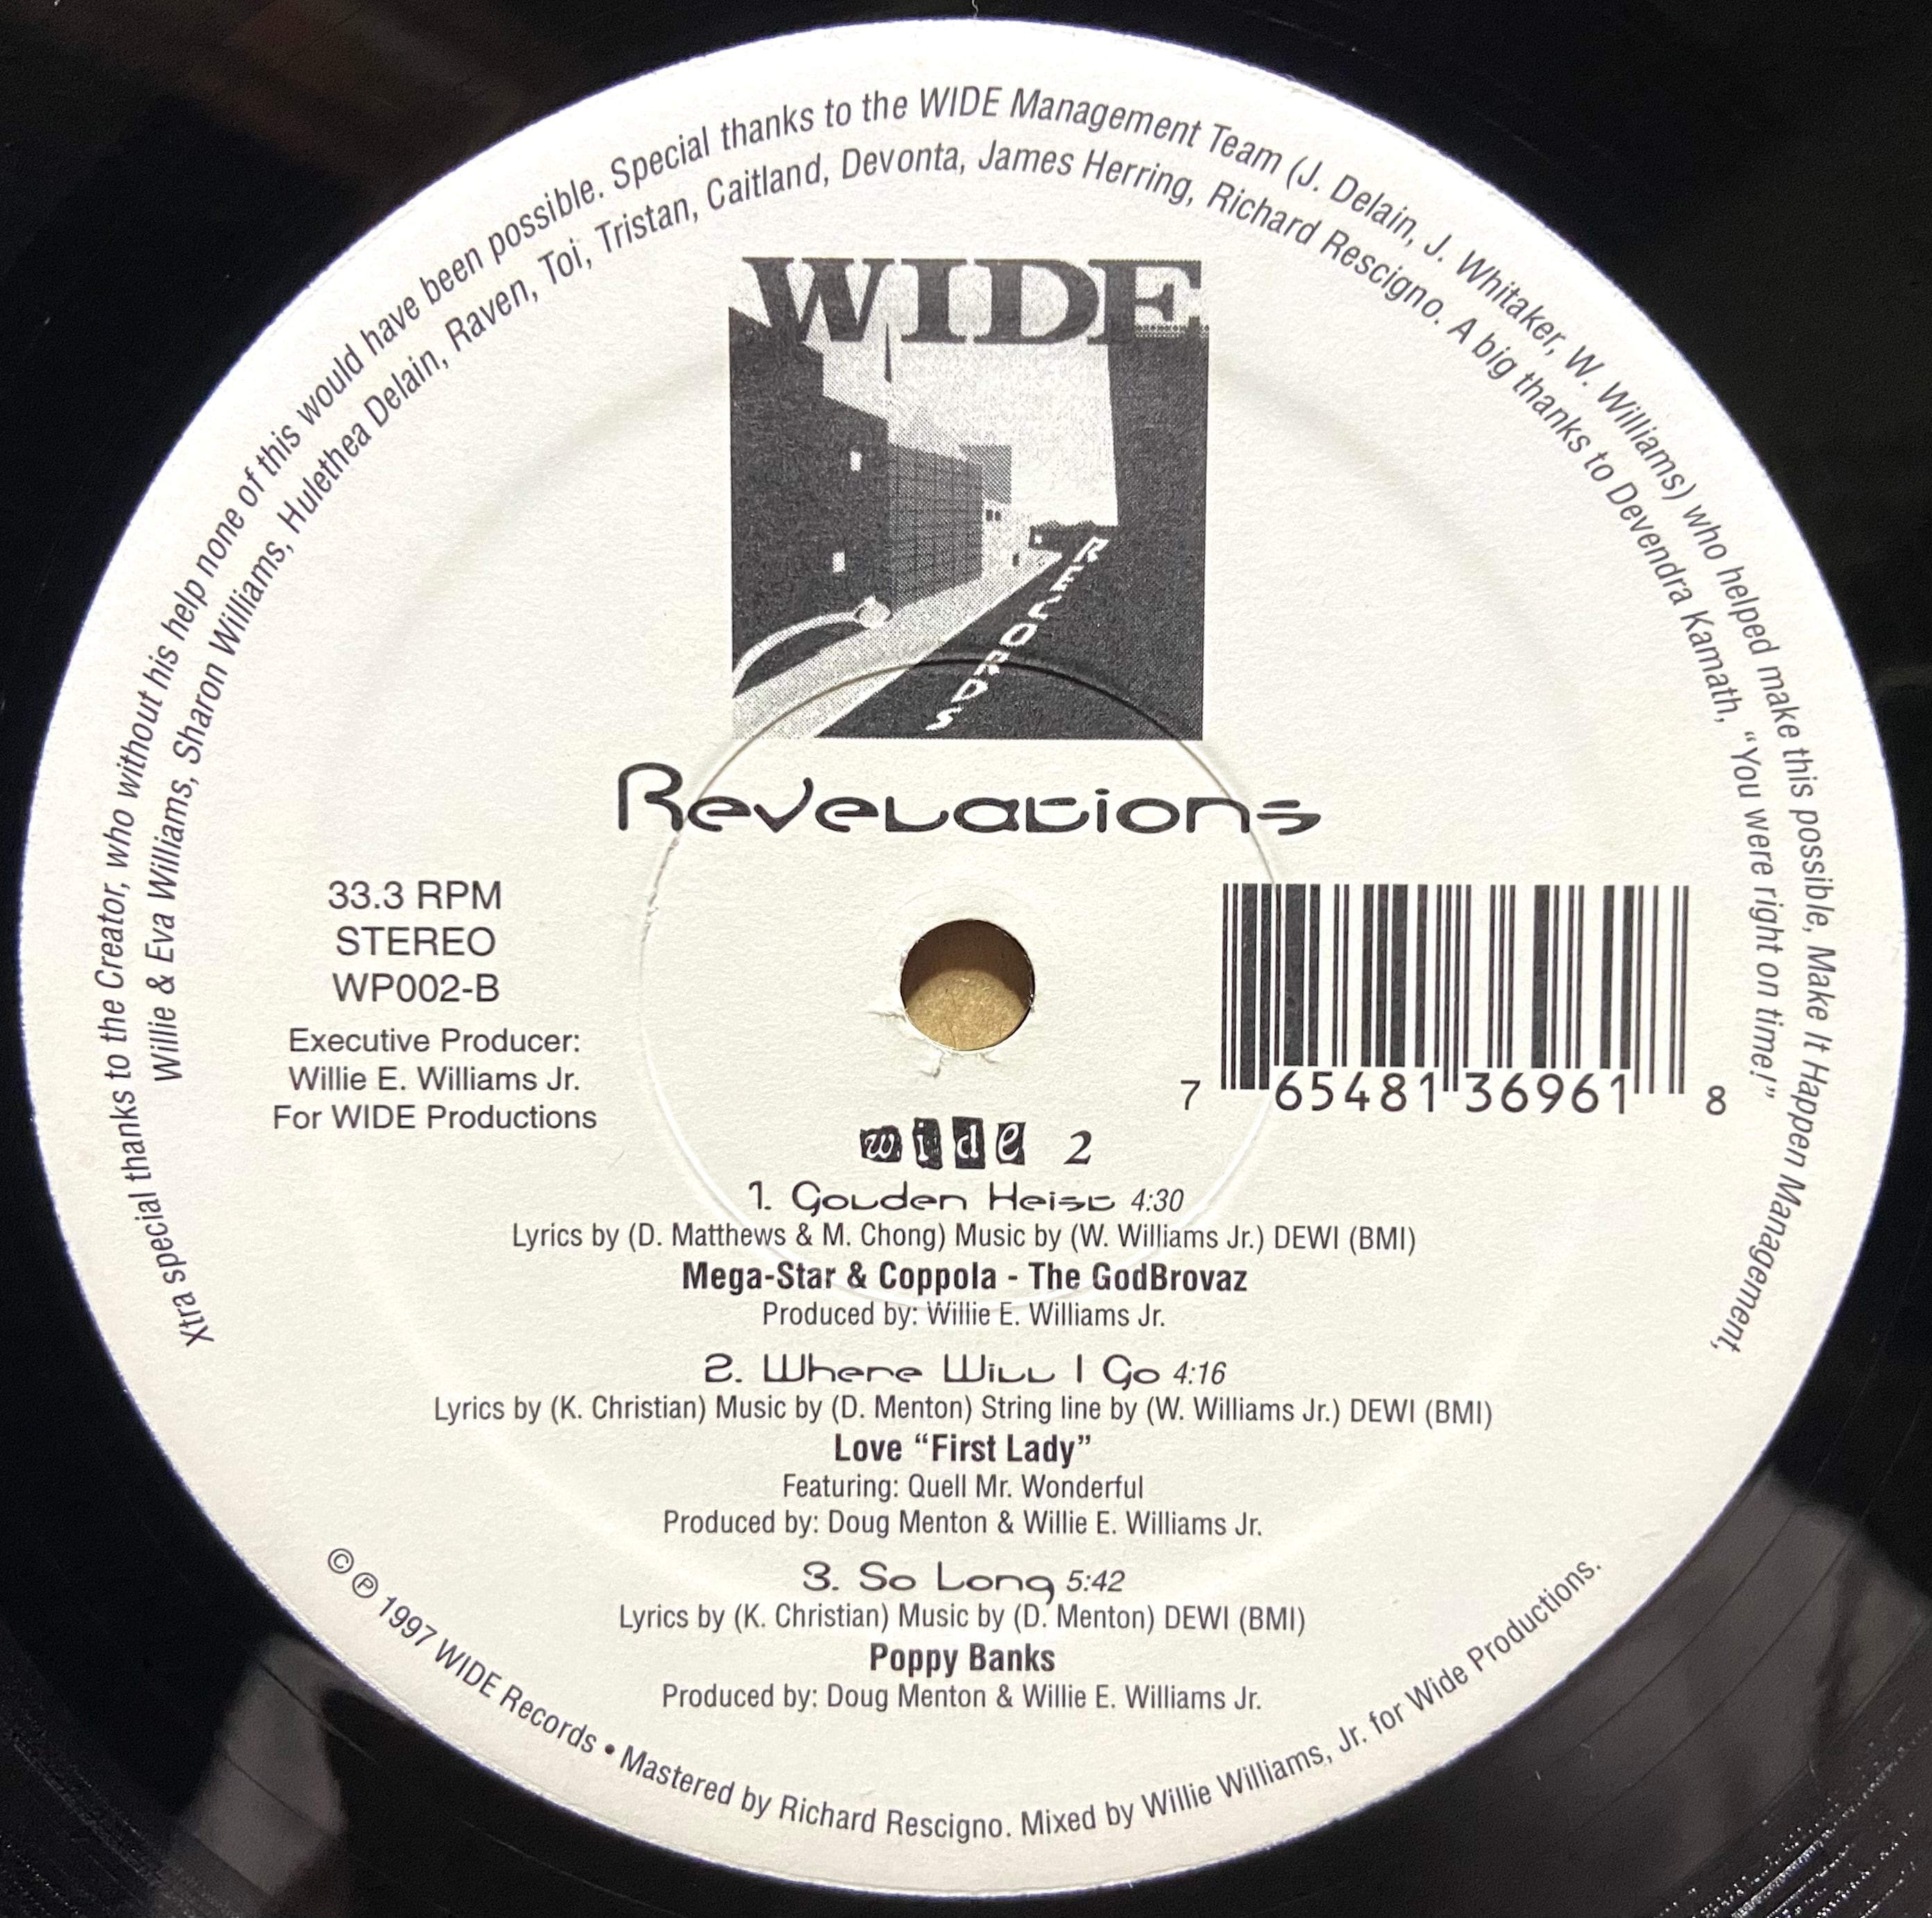 Xtra special thanks to the Creator, who without his help none of this would have been possible. Special thanks to the WIDE Management Team (J. Delain, J. Whitaker, W. Williams) who helped make this possible, Make It Happen Management,
Willie & Eva Williams, Sharon Williams, Hulethea Delain, Raven, Toi, Tristan, Caitland, Devonta, James Herring, Richard Rescigno. A big thanks to Devendra Kamath, “You were right on time!”
WIDE
RECORDS
Revelations
33.3 RPM
STEREO
WP002-B
Executive Producer:
Willie E. Williams Jr.
For WIDE Productions
7 65481 36961 8
wide 2
1. Golden Heist 4:30
Lyrics by (D. Matthews & M. Chong) Music by (W. Williams Jr.) DEWI (BMI)
Mega-Star & Coppola - The GodBrovaz
Produced by: Willie E. Williams Jr.
2. Where Will I Go 4:16
Lyrics by (K. Christian) Music by (D. Menton) String line by (W. Williams Jr.) DEWI (BMI)
Love “First Lady”
Featuring: Quell Mr. Wonderful
Produced by: Doug Menton & Willie E. Williams Jr.
3. So Long 5:42
Lyrics by (K. Christian) Music by (D. Menton) DEWI (BMI)
Poppy Banks
Produced by: Doug Menton & Willie E. Williams Jr.
© ℗ 1997 WIDE Records • Mastered by Richard Rescigno. Mixed by Willie Williams, Jr. for Wide Productions.